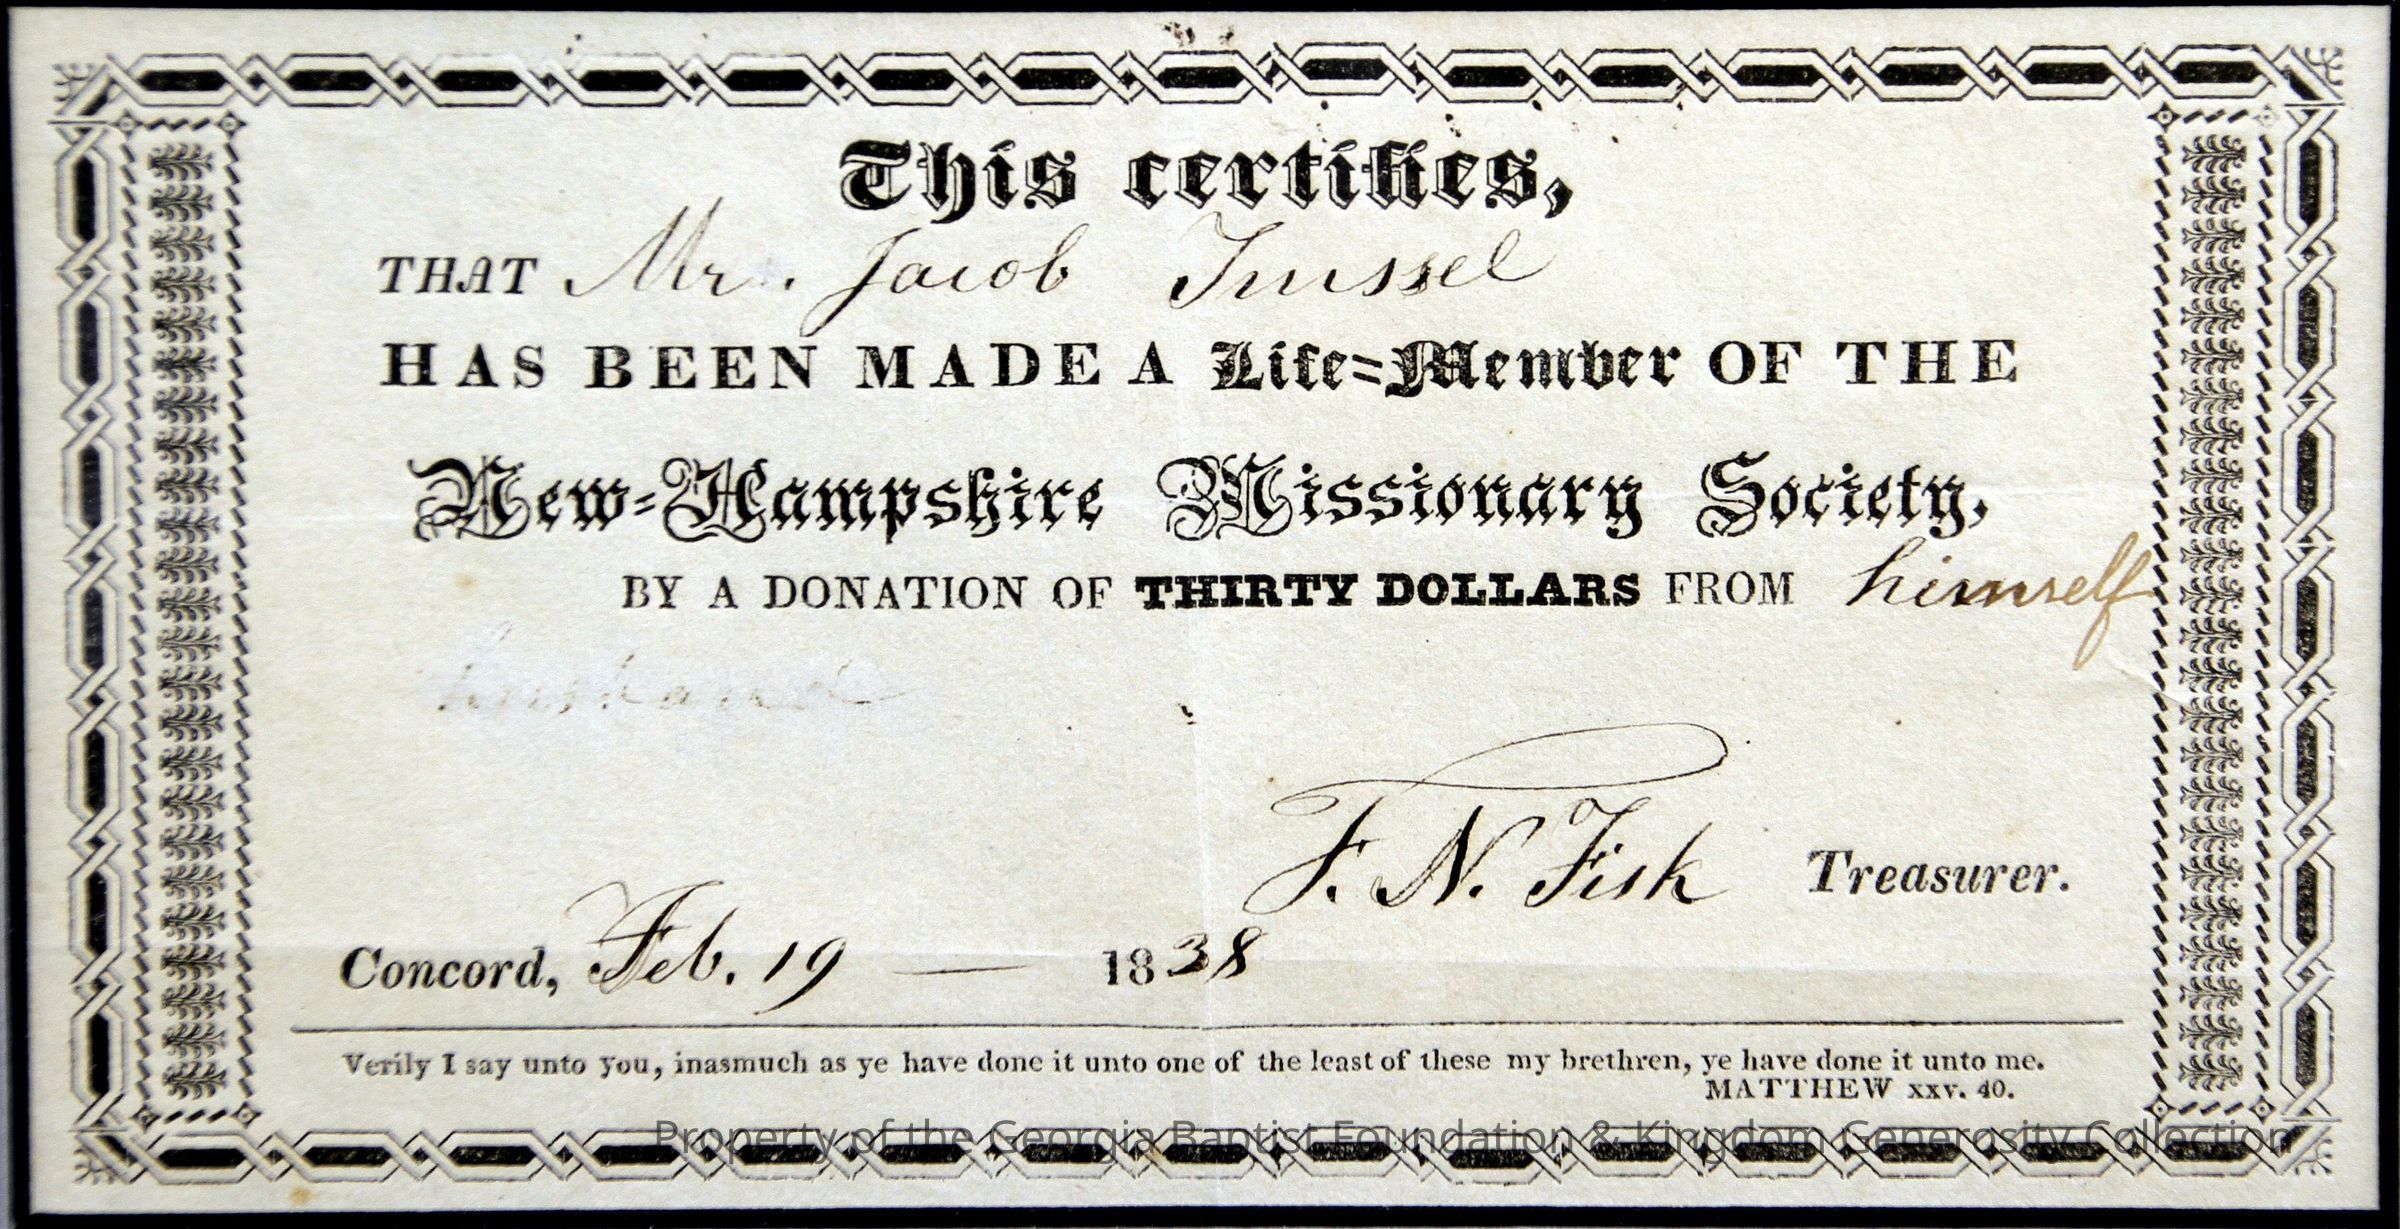 This certifies,
THAT Mr. Jacob Trussel
HAS BEEN MADE A Life=Member OF THE
New-Hampshire Missionary Society,
BY A DONATION OF THIRTY DOLLARS FROM himself
F. N. Fisk Treasurer.
Concord, Feb. 19 — 1838
Verily I say unto you, inasmuch as ye have done it unto one of the least of these my brethren, ye have done it unto me.
MATTHEW xxv. 40.
Property of the Georgia Baptist Foundation & Kingdom Generosity Collection